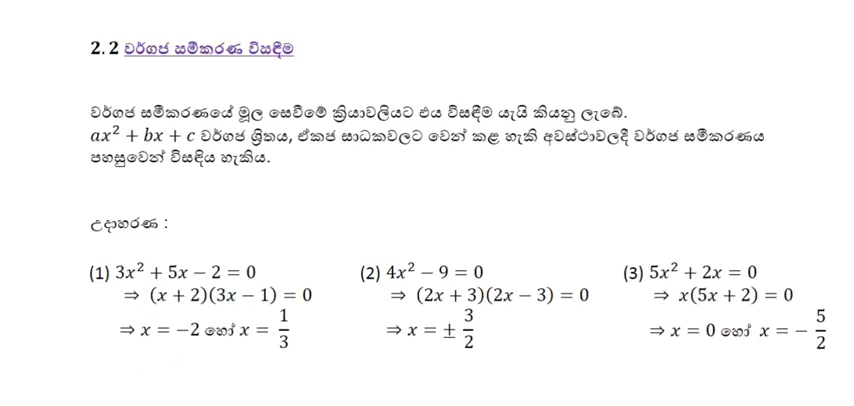 2.2 වර්ගජ සමීකරණ විසඳීම
වර්ගජ සමීකරණයේ මූල සෙවීමේ ක්‍රියාවලියට එය විසඳීම යැයි කියනු ලැබේ.
ax² + bx + c වර්ගජ ශ්‍රිතය, ඒකජ සාධකවලට වෙන් කළ හැකි අවස්ථාවලදී වර්ගජ සමීකරණය
පහසුවෙන් විසඳිය හැකිය.
උදාහරණ :
(1) 3x² + 5x − 2 = 0
⇒ (x + 2)(3x − 1) = 0
⇒ x = −2 හෝ x = 1/3
(2) 4x² − 9 = 0
⇒ (2x + 3)(2x − 3) = 0
⇒ x = ± 3/2
(3) 5x² + 2x = 0
⇒ x(5x + 2) = 0
⇒ x = 0 හෝ x = − 5/2